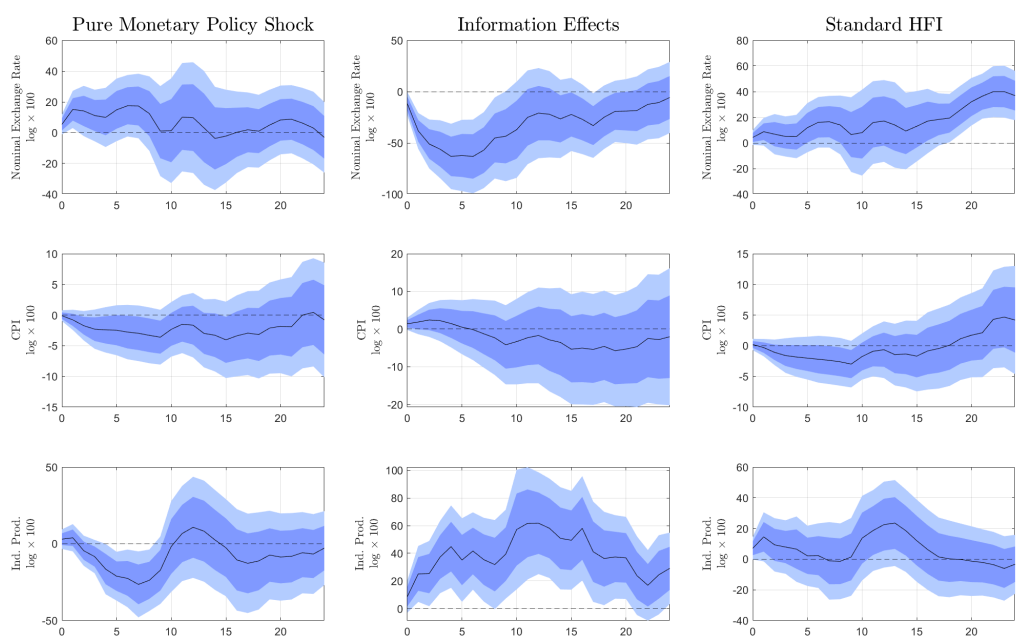 Pure Monetary Policy Shock
Information Effects
Standard HFI
Nominal Exchange Rate
log × 100
60
40
20
0
-20
-40
0 5 10 15 20
Nominal Exchange Rate
log × 100
50
0
-50
-100
0 5 10 15 20
Nominal Exchange Rate
log × 100
80
60
40
20
0
-20
-40
0 5 10 15 20
CPI
log × 100
10
5
0
-5
-10
-15
0 5 10 15 20
CPI
log × 100
20
10
0
-10
-20
0 5 10 15 20
CPI
log × 100
15
10
5
0
-5
-10
0 5 10 15 20
Ind. Prod.
log × 100
50
0
-50
0 5 10 15 20
Ind. Prod.
log × 100
100
80
60
40
20
0
0 5 10 15 20
Ind. Prod.
log × 100
60
40
20
0
-20
-40
0 5 10 15 20